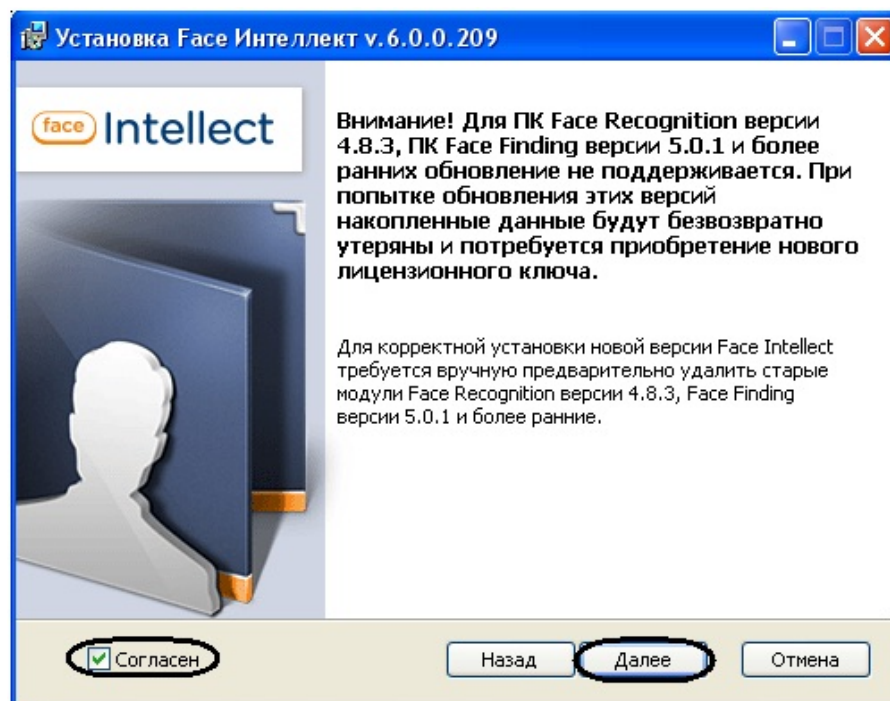 Установка Face Интеллект v.6.0.0.209
face Intellect
Внимание! Для ПК Face Recognition версии
4.8.3, ПК Face Finding версии 5.0.1 и более
ранних обновление не поддерживается. При
попытке обновления этих версий
накопленные данные будут безвозвратно
утеряны и потребуется приобретение нового
лицензионного ключа.
Для корректной установки новой версии Face Intellect
требуется вручную предварительно удалить старые
модули Face Recognition версии 4.8.3, Face Finding
версии 5.0.1 и более ранние.
Согласен
Назад
Далее
Отмена